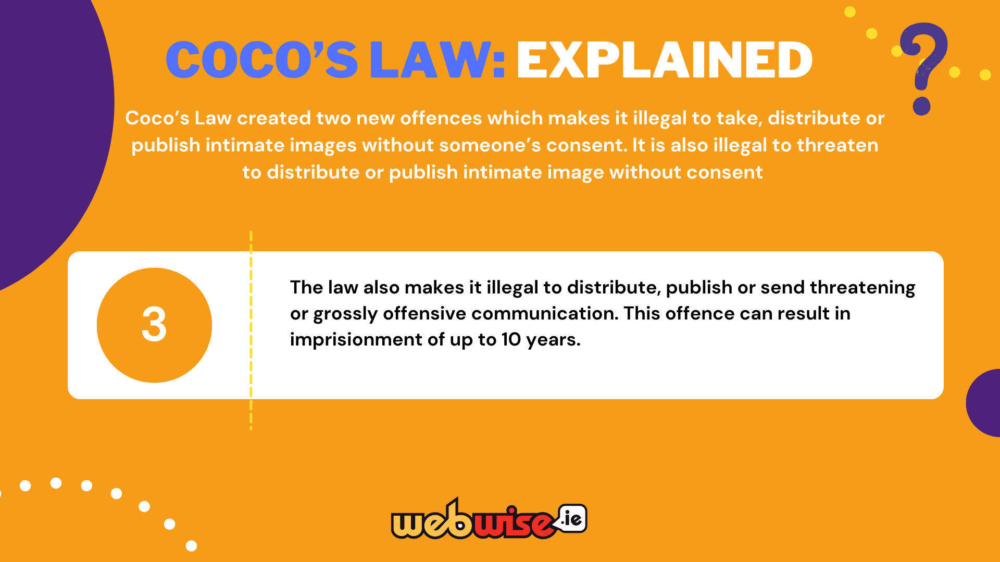 COCO’S LAW: EXPLAINED
?
Coco’s Law created two new offences which makes it illegal to take, distribute or
publish intimate images without someone’s consent. It is also illegal to threaten
to distribute or publish intimate image without consent
3
The law also makes it illegal to distribute, publish or send threatening
or grossly offensive communication. This offence can result in
imprisionment of up to 10 years.
webwise.ie